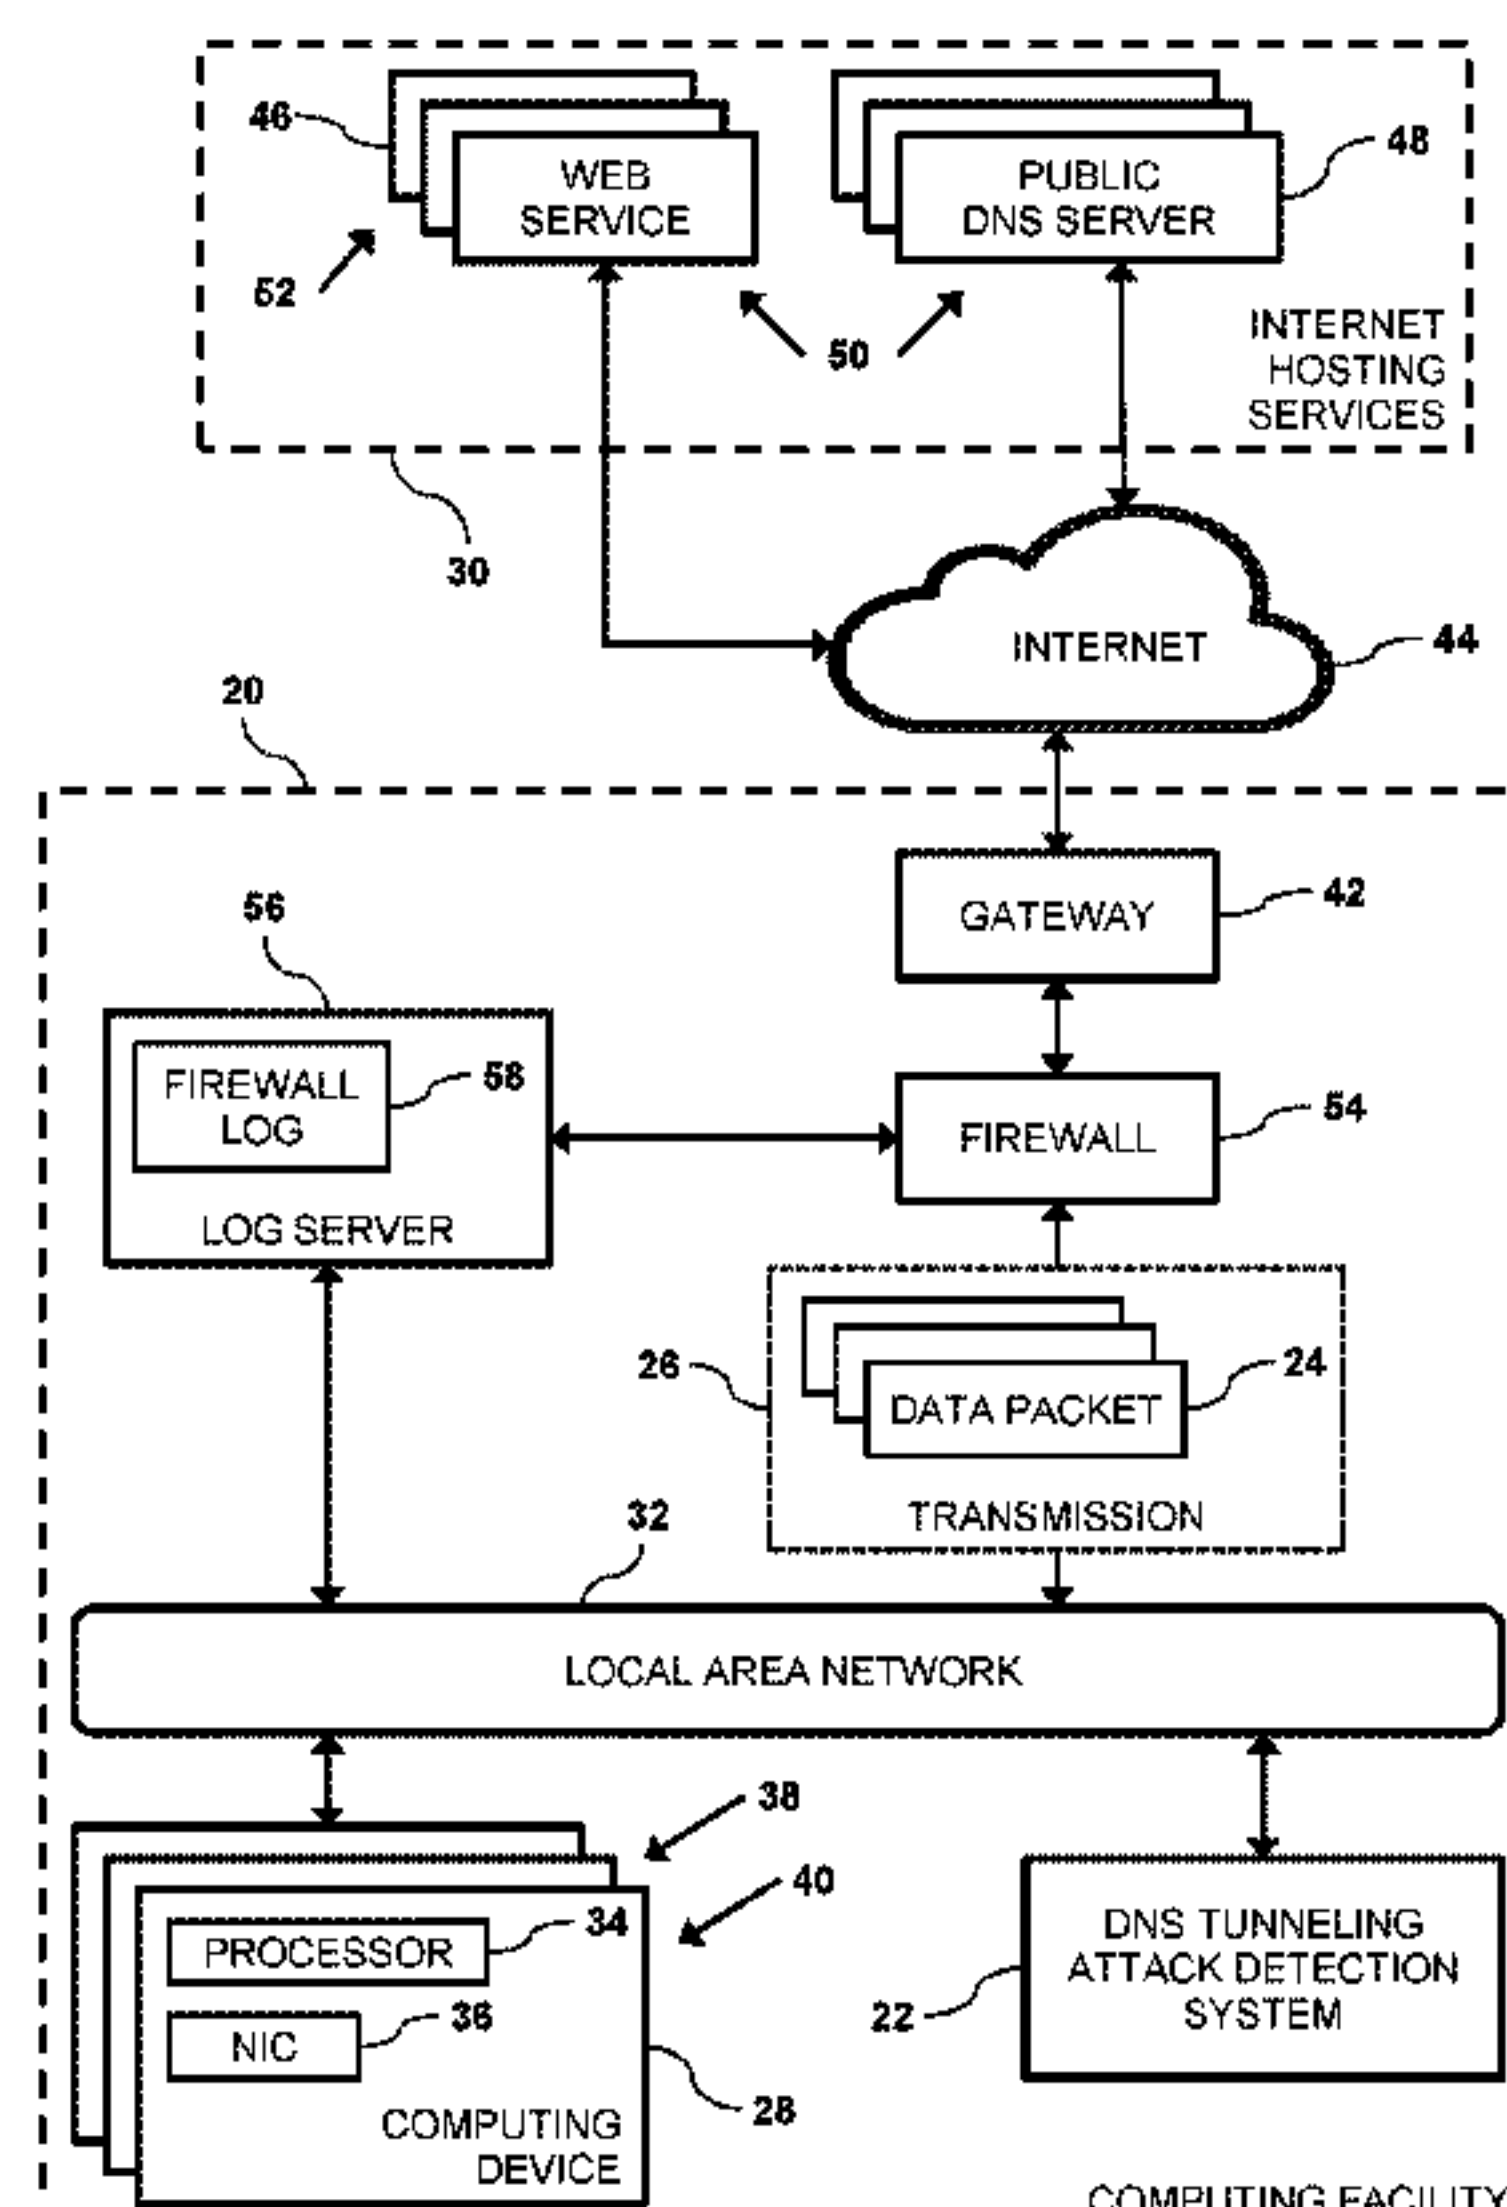 46
WEB
SERVICE
PUBLIC
DNS SERVER
48
52
50
INTERNET
HOSTING
SERVICES
30
INTERNET
44
20
GATEWAY
42
56
FIREWALL
LOG
58
LOG SERVER
FIREWALL
54
26
DATA PACKET
24
TRANSMISSION
32
LOCAL AREA NETWORK
38
40
PROCESSOR
34
NIC
36
COMPUTING
DEVICE
28
DNS TUNNELING
ATTACK DETECTION
SYSTEM
22
COMPUTING FACILITY